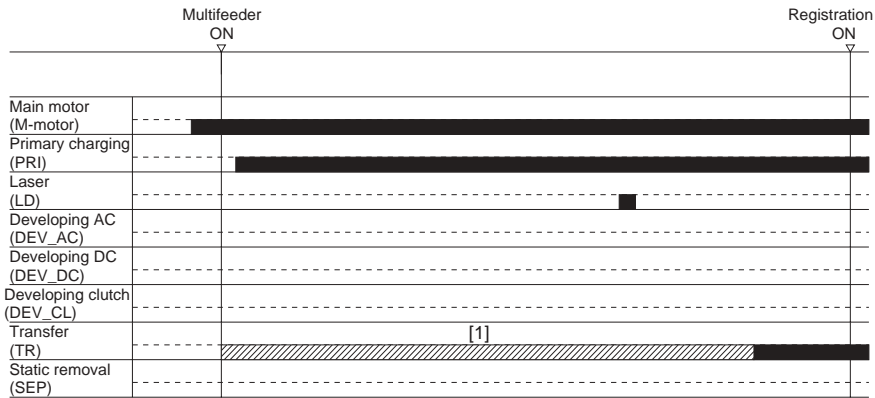 Multifeeder
ON
Registration
ON
Main motor
(M-motor)
Primary charging
(PRI)
Laser
(LD)
Developing AC
(DEV_AC)
Developing DC
(DEV_DC)
Developing clutch
(DEV_CL)
Transfer
(TR)
[1]
Static removal
(SEP)